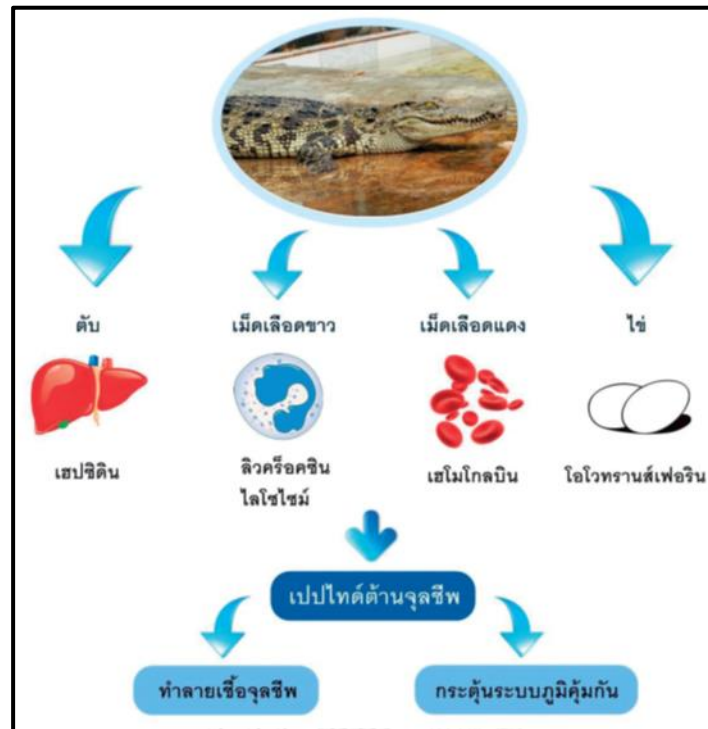 ตับ
เม็ดเลือดขาว
เม็ดเลือดแดง
ไข่
เฮปซิดิน
ลิวคร็อคซิน
ไลโซไซม์
เฮโมโกลบิน
โอโวทรานส์เฟอริน
เปปไทด์ต้านจุลชีพ
ทำลายเชื้อจุลชีพ
กระตุ้นระบบภูมิคุ้มกัน